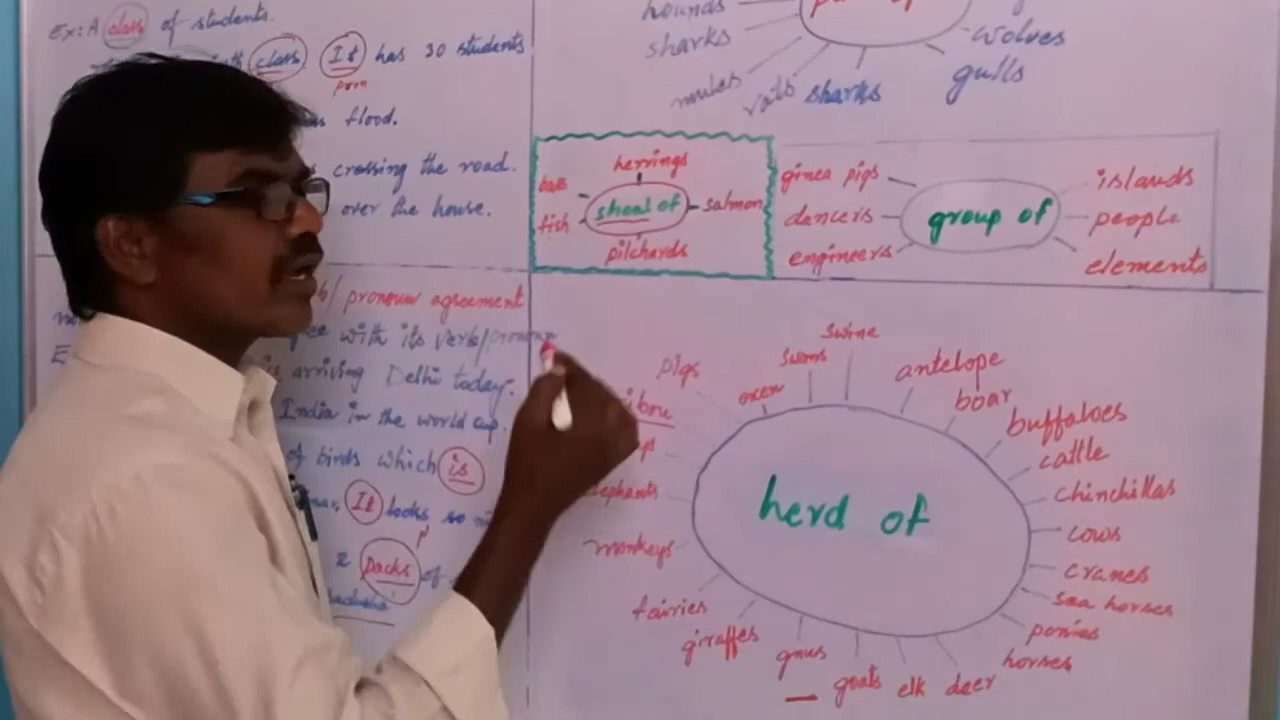 Ex: A class of students.
class It has 30 students
pron
flood.
crossing the road.
over the house.
pronoun agreement
with its verb/pronoun
is arriving Delhi today.
India in the world cup.
of birds which is
It looks so
2 packs of
hounds
sharks
mules
rats
sharks
gulls
wolves
herrings
bass
fish
shoal of
salmon
pilchards
ginea pigs
dancers
engineers
group of
islands
people
elements
herd of
swine
swans
oxen
pigs
antelope
boar
buffaloes
cattle
chinchillas
cows
cranes
sea horses
ponies
horses
deer
elk
goats
gnus
giraffes
fairies
monkeys